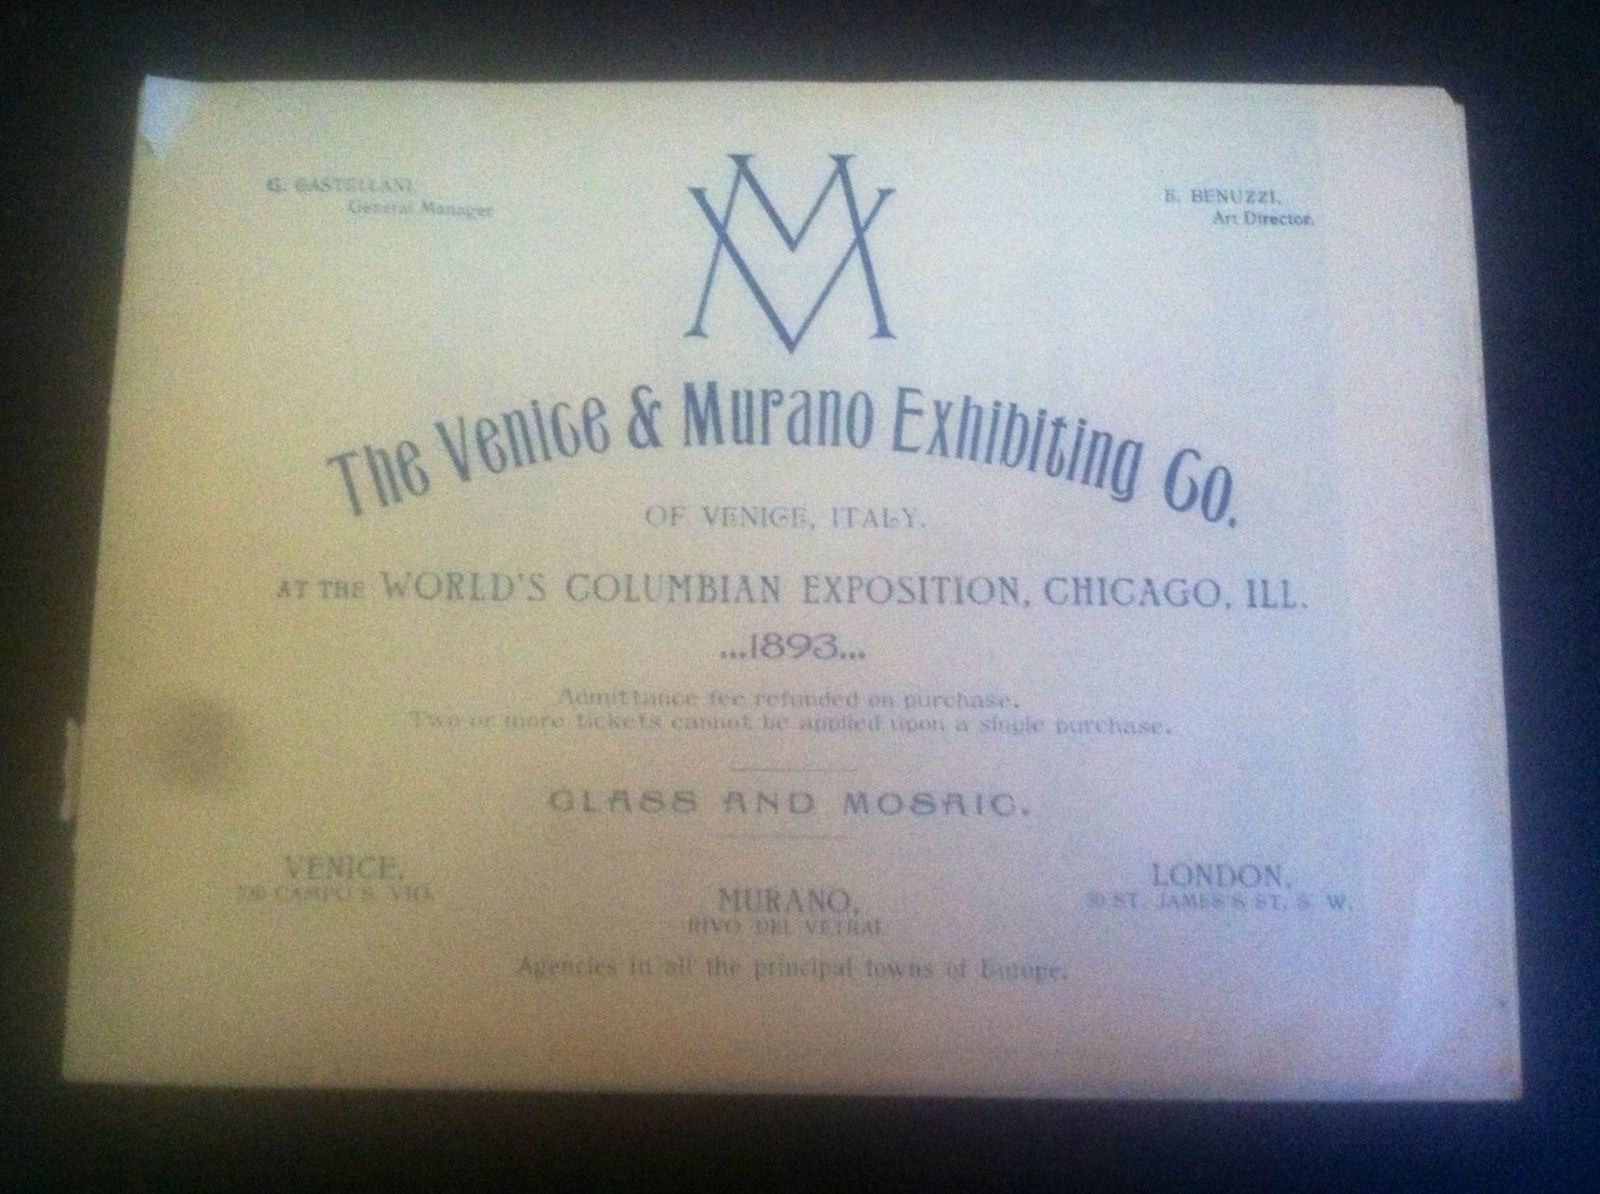 G. CASTELLANI,
General Manager
B. BENUZZI,
Art Director.
VM
The Venice & Murano Exhibiting Co.
OF VENICE, ITALY.
AT THE WORLD'S COLUMBIAN EXPOSITION, CHICAGO, ILL.
...1893...
Admittance fee refunded on purchase.
Two or more tickets cannot be applied upon a single purchase.
GLASS AND MOSAIC.
VENICE,
CAMPO S. VIO.
MURANO,
RIVO DEI VETRAI
LONDON,
30 ST. JAMES'S ST. S. W.
Agencies in all the principal towns of Europe.